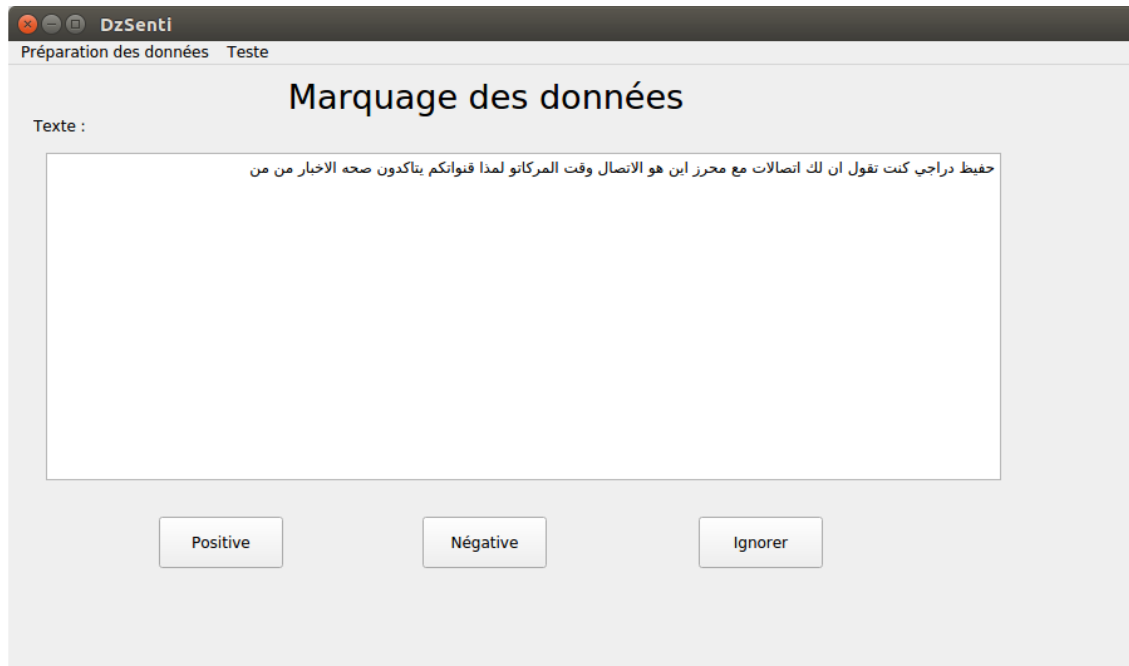 DzSenti
Préparation des données Teste
Marquage des données
Texte :
حفيظ دراجي كنت تقول ان لك اتصالات مع محرز اين هو الاتصال وقت المركاتو لمذا قنواتكم يتاكدون صحه الاخبار من من
Positive Négative Ignorer